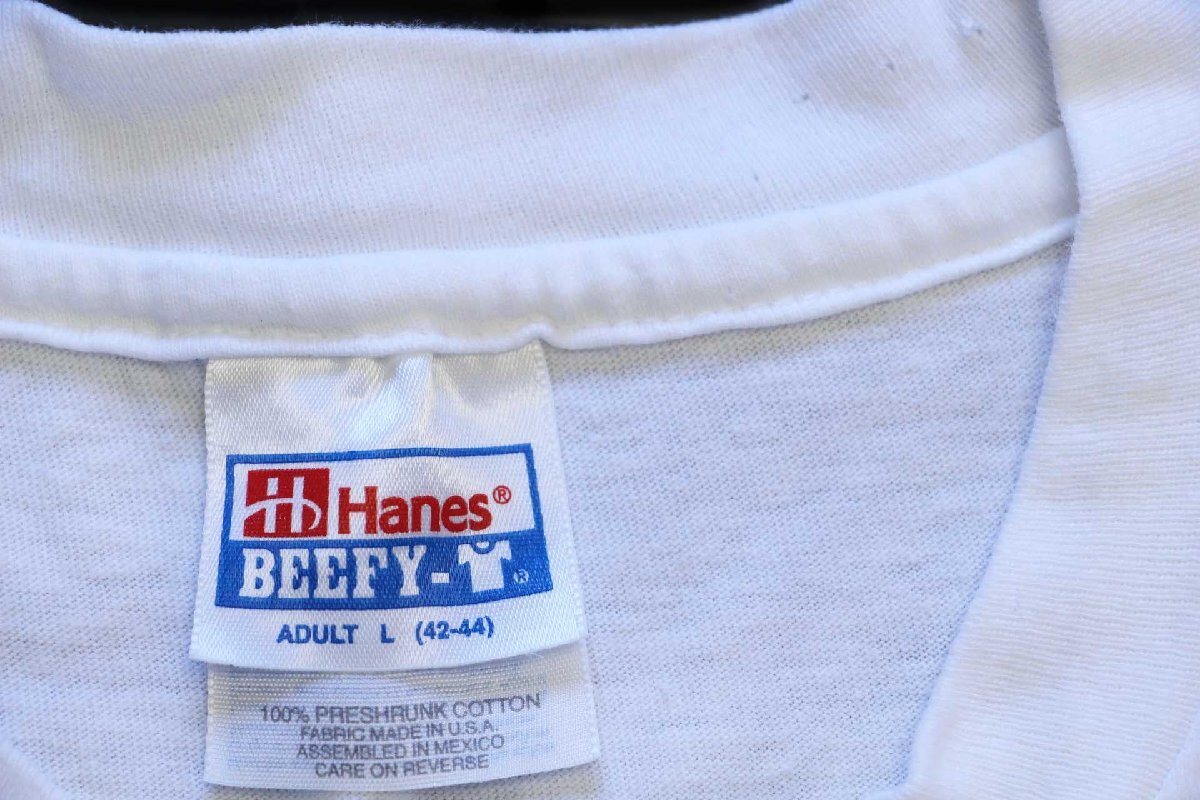 Hanes®
BEEFY-T®
ADULT L (42-44)
100% PRESHRUNK COTTON
FABRIC MADE IN U.S.A.
ASSEMBLED IN MEXICO
CARE ON REVERSE